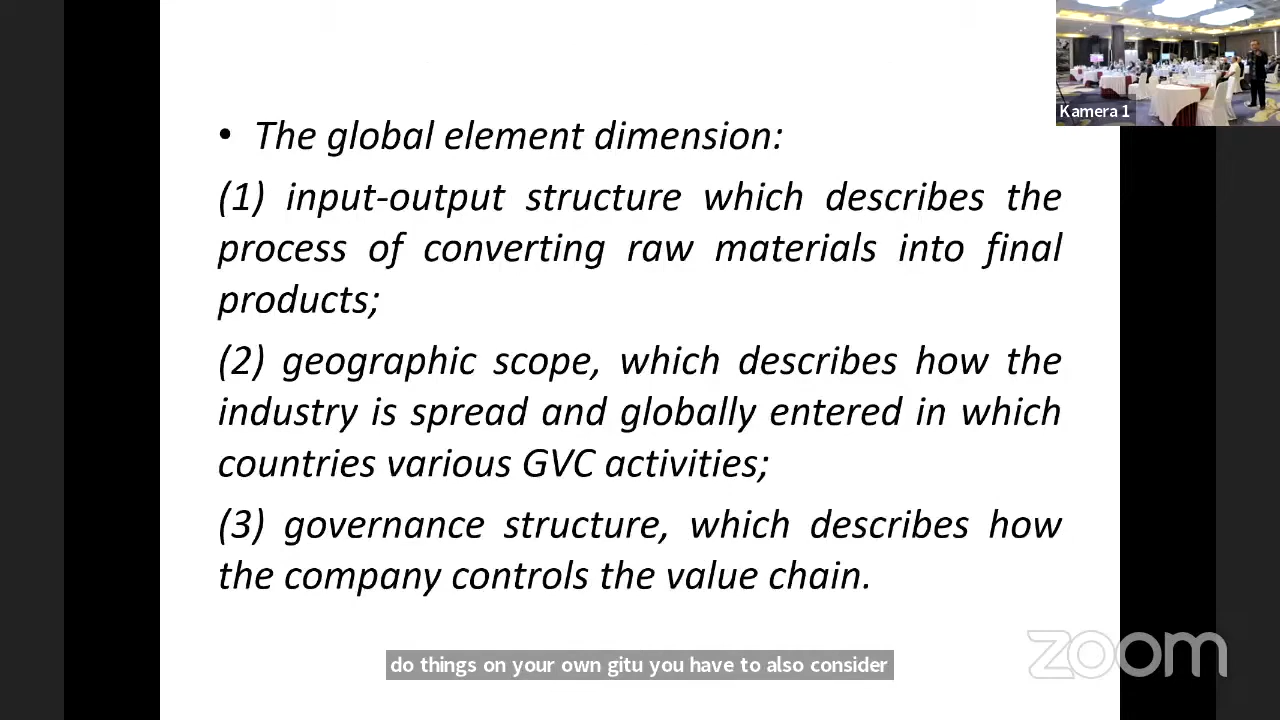 Kamera 1
• The global element dimension:
(1) input-output structure which describes the
process of converting raw materials into final
products;
(2) geographic scope, which describes how the
industry is spread and globally entered in which
countries various GVC activities;
(3) governance structure, which describes how
the company controls the value chain.
zoom
do things on your own gitu you have to also consider